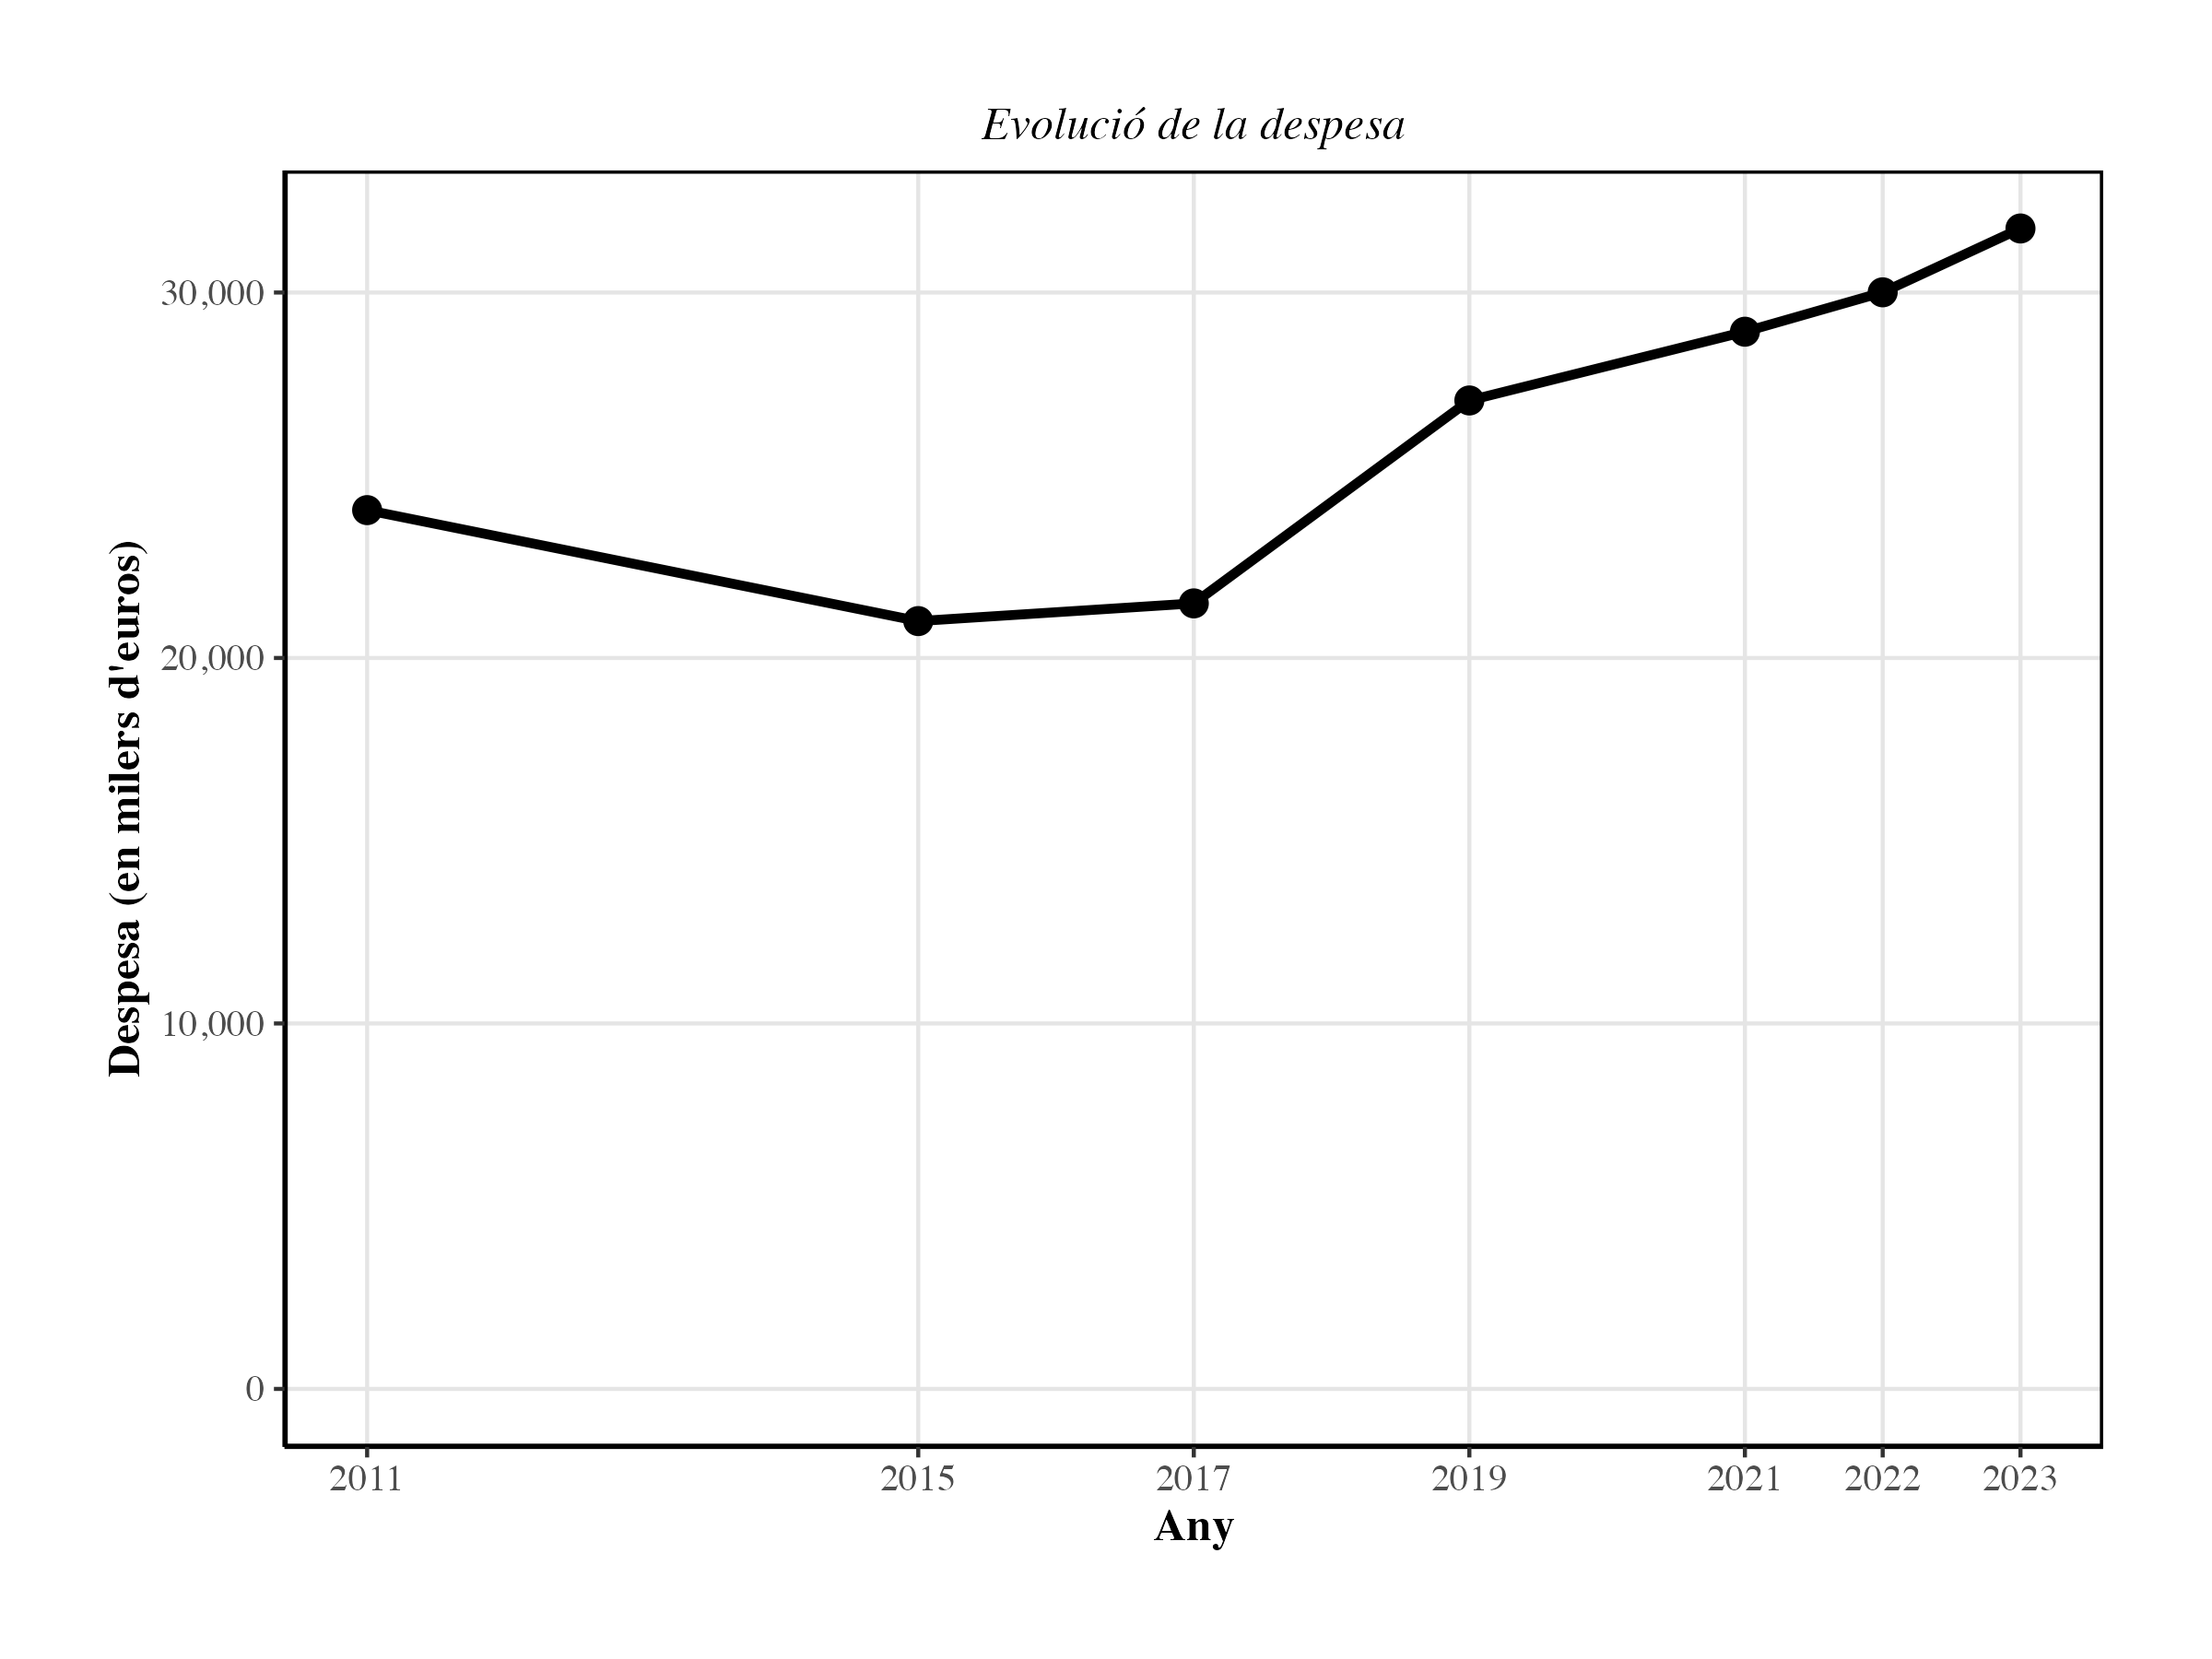 Evolució de la despesa
Despesa (en milers d'euros)
30,000
20,000
10,000
0
2011 2015 2017 2019 2021 2022 2023
Any